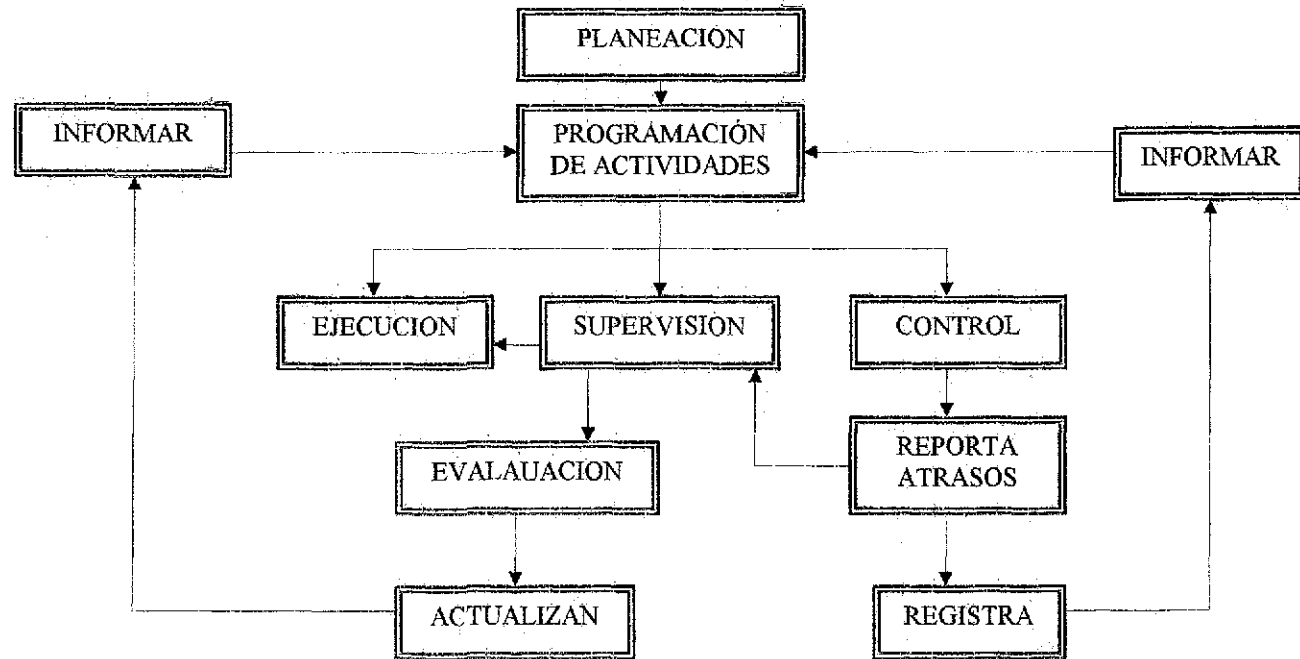 PLANEACION
INFORMAR
PROGRAMACIÓN
DE ACTIVIDADES
INFORMAR
EJECUCION
SUPERVISION
CONTROL
EVALAUACION
REPORTA
ATRASOS
ACTUALIZAN
REGISTRA